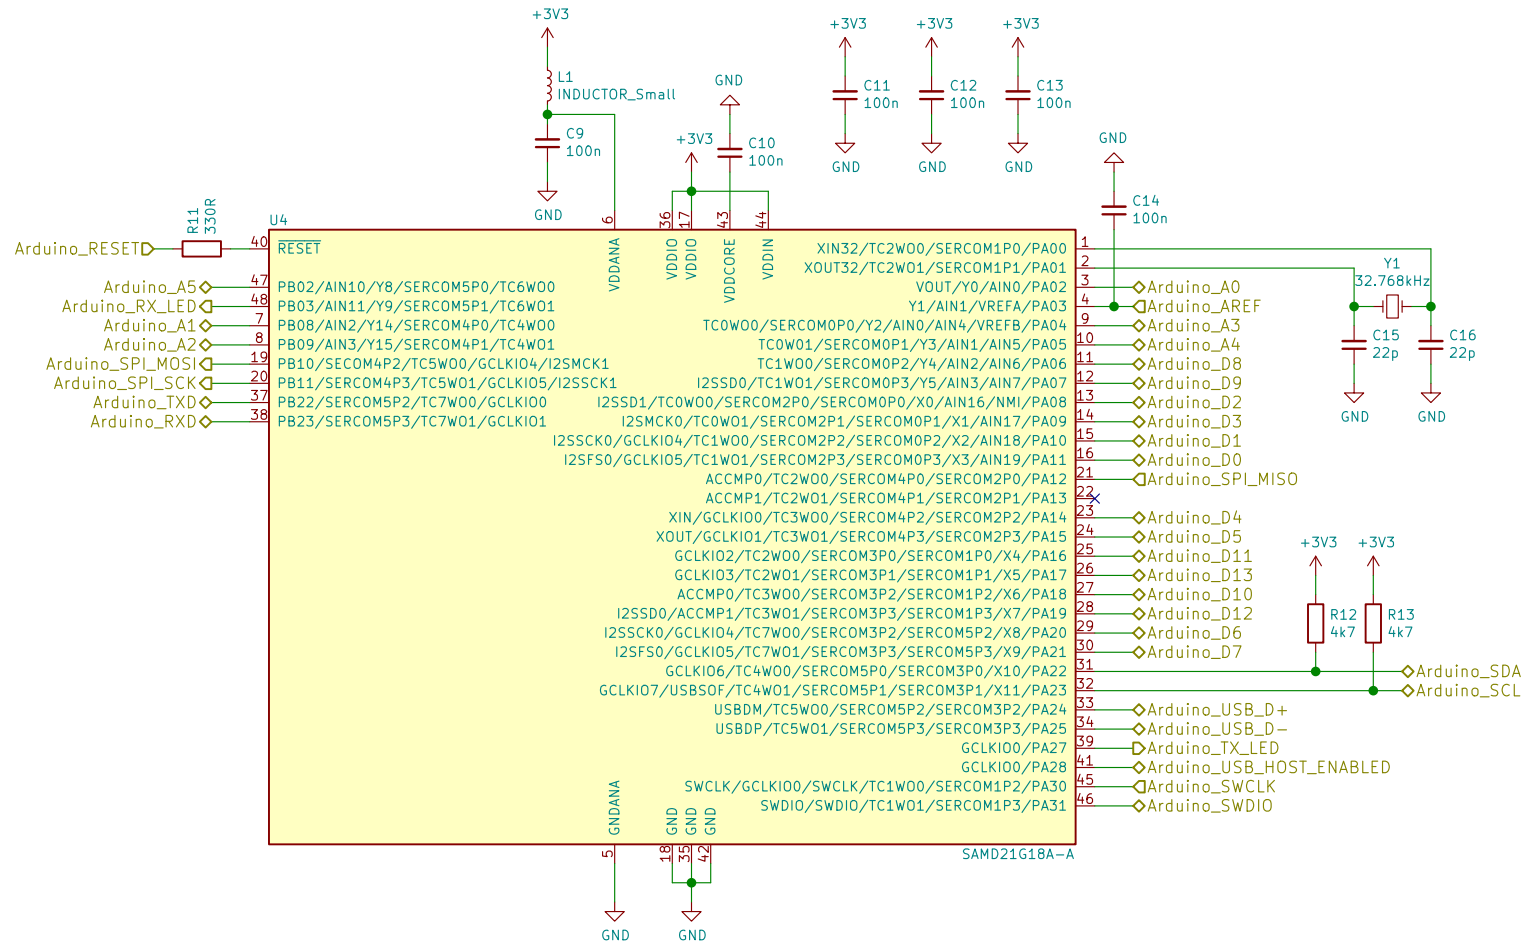 +3V3
L1
INDUCTOR_Small
C9
100n
GND
+3V3
GND
C10
100n
+3V3
C11
100n
GND
+3V3
C12
100n
GND
+3V3
C13
100n
GND
GND
C14
100n
R11
330R
U4
Arduino_RESET
40
RESET
Arduino_A5
47
PB02/AIN10/Y8/SERCOM5P0/TC6WO0
Arduino_RX_LED
48
PB03/AIN11/Y9/SERCOM5P1/TC6WO1
Arduino_A1
7
PB08/AIN2/Y14/SERCOM4P0/TC4WO0
Arduino_A2
8
PB09/AIN3/Y15/SERCOM4P1/TC4WO1
Arduino_SPI_MOSI
19
PB10/SECOM4P2/TC5WO0/GCLKIO4/I2SMCK1
Arduino_SPI_SCK
20
PB11/SERCOM4P3/TC5WO1/GCLKIO5/I2SSCK1
Arduino_TXD
37
PB22/SERCOM5P2/TC7WO0/GCLKIO0
Arduino_RXD
38
PB23/SERCOM5P3/TC7WO1/GCLKIO1
6
VDDANA
36
VDDIO
17
VDDIO
43
VDDCORE
44
VDDIN
XIN32/TC2WO0/SERCOM1P0/PA00
1
XOUT32/TC2WO1/SERCOM1P1/PA01
2
VOUT/Y0/AIN0/PA02
3
Arduino_A0
Y1/AIN1/VREFA/PA03
4
Arduino_AREF
TC0WO0/SERCOM0P0/Y2/AIN0/AIN4/VREFB/PA04
9
Arduino_A3
TC0W01/SERCOM0P1/Y3/AIN1/AIN5/PA05
10
Arduino_A4
TC1WO0/SERCOM0P2/Y4/AIN2/AIN6/PA06
11
Arduino_D8
I2SSD0/TC1WO1/SERCOM0P3/Y5/AIN3/AIN7/PA07
12
Arduino_D9
I2SSD1/TC0WO0/SERCOM2P0/SERCOM0P0/X0/AIN16/NMI/PA08
13
Arduino_D2
I2SMCK0/TC0WO1/SERCOM2P1/SERCOM0P1/X1/AIN17/PA09
14
Arduino_D3
I2SSCK0/GCLKIO4/TC1WO0/SERCOM2P2/SERCOM0P2/X2/AIN18/PA10
15
Arduino_D1
I2SFS0/GCLKIO5/TC1WO1/SERCOM2P3/SERCOM0P3/X3/AIN19/PA11
16
Arduino_D0
ACCMP0/TC2WO0/SERCOM4P0/SERCOM2P0/PA12
21
Arduino_SPI_MISO
ACCMP1/TC2WO1/SERCOM4P1/SERCOM2P1/PA13
22
XIN/GCLKIO0/TC3WO0/SERCOM4P2/SERCOM2P2/PA14
23
Arduino_D4
XOUT/GCLKIO1/TC3WO1/SERCOM4P3/SERCOM2P3/PA15
24
Arduino_D5
GCLKIO2/TC2WO0/SERCOM3P0/SERCOM1P0/X4/PA16
25
Arduino_D11
GCLKIO3/TC2WO1/SERCOM3P1/SERCOM1P1/X5/PA17
26
Arduino_D13
ACCMP0/TC3WO0/SERCOM3P2/SERCOM1P2/X6/PA18
27
Arduino_D10
I2SSD0/ACCMP1/TC3WO1/SERCOM3P3/SERCOM1P3/X7/PA19
28
Arduino_D12
I2SSCK0/GCLKIO4/TC7WO0/SERCOM3P2/SERCOM5P2/X8/PA20
29
Arduino_D6
I2SFS0/GCLKIO5/TC7WO1/SERCOM3P3/SERCOM5P3/X9/PA21
30
Arduino_D7
GCLKIO6/TC4WO0/SERCOM5P0/SERCOM3P0/X10/PA22
31
Arduino_SDA
GCLKIO7/USBSOF/TC4WO1/SERCOM5P1/SERCOM3P1/X11/PA23
32
Arduino_SCL
USBDM/TC5WO0/SERCOM5P2/SERCOM3P2/PA24
33
Arduino_USB_D+
USBDP/TC5WO1/SERCOM5P3/SERCOM3P3/PA25
34
Arduino_USB_D-
GCLKIO0/PA27
39
Arduino_TX_LED
GCLKIO0/PA28
41
Arduino_USB_HOST_ENABLED
SWCLK/GCLKIO0/SWCLK/TC1WO0/SERCOM1P2/PA30
45
Arduino_SWCLK
SWDIO/SWDIO/TC1WO1/SERCOM1P3/PA31
46
Arduino_SWDIO
Y1
32.768kHz
C15
22p
GND
C16
22p
GND
+3V3
R12
4k7
+3V3
R13
4k7
GNDANA
5
GND
18
GND
35
GND
42
SAMD21G18A-A
GND
GND